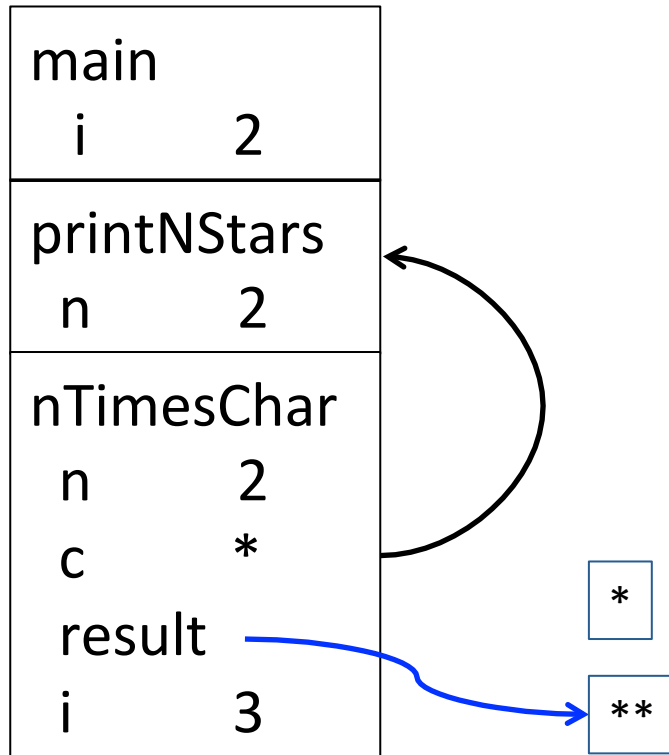 main
i 2
printNStars
n 2
nTimesChar
n 2
c *
result
i 3
*
**